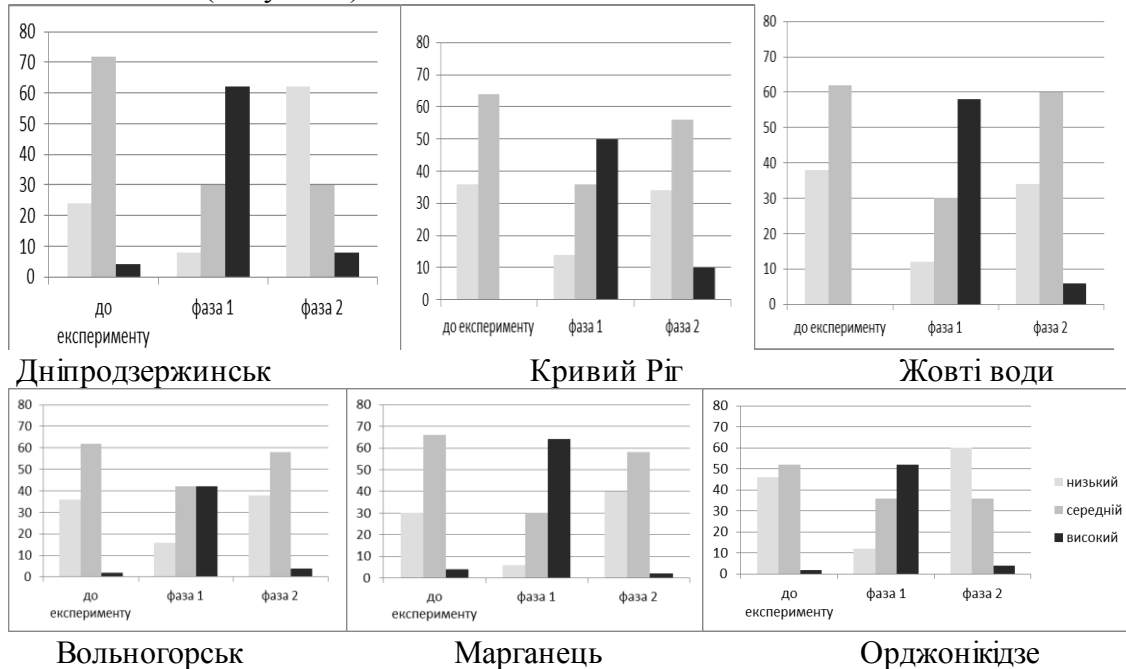 80
70
60
50
40
30
20
10
0
до експерименту
фаза 1
фаза 2
80
70
60
50
40
30
20
10
0
до експерименту
фаза 1
фаза 2
80
70
60
50
40
30
20
10
0
до експерименту
фаза 1
фаза 2
Дніпродзержинськ Кривий Ріг Жовті води
80
70
60
50
40
30
20
10
0
до
експерименту
фаза 1
фаза 2
80
70
60
50
40
30
20
10
0
до
експерименту
фаза 1
фаза 2
80
70
60
50
40
30
20
10
0
до
експерименту
фаза 1
фаза 2
низький
середній
високий
Вольногорськ Марганець Орджонікідзе